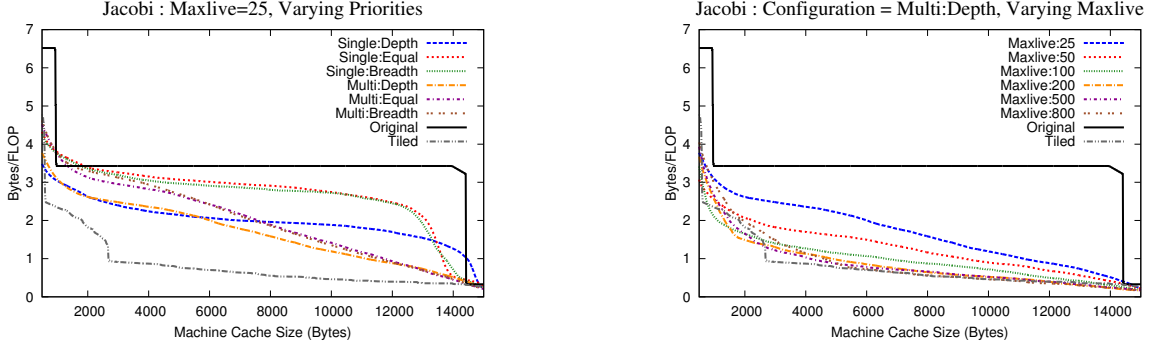 Jacobi : Maxlive=25, Varying Priorities
7
6
5
4
3
2
1
0
Bytes/FLOP
Single:Depth
Single:Equal
Single:Breadth
Multi:Depth
Multi:Equal
Multi:Breadth
Original
Tiled
2000 4000 6000 8000 10000 12000 14000
Machine Cache Size (Bytes)
Jacobi : Configuration = Multi:Depth, Varying Maxlive
7
6
5
4
3
2
1
0
Bytes/FLOP
Maxlive:25
Maxlive:50
Maxlive:100
Maxlive:200
Maxlive:500
Maxlive:800
Original
Tiled
2000 4000 6000 8000 10000 12000 14000
Machine Cache Size (Bytes)